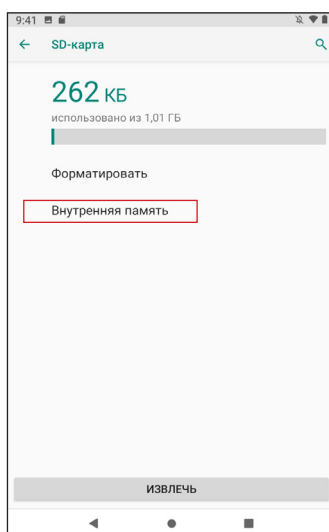 9:41
SD-карта
262 КБ
использовано из 1,01 ГБ
Форматировать
Внутренняя память
ИЗВЛЕЧЬ